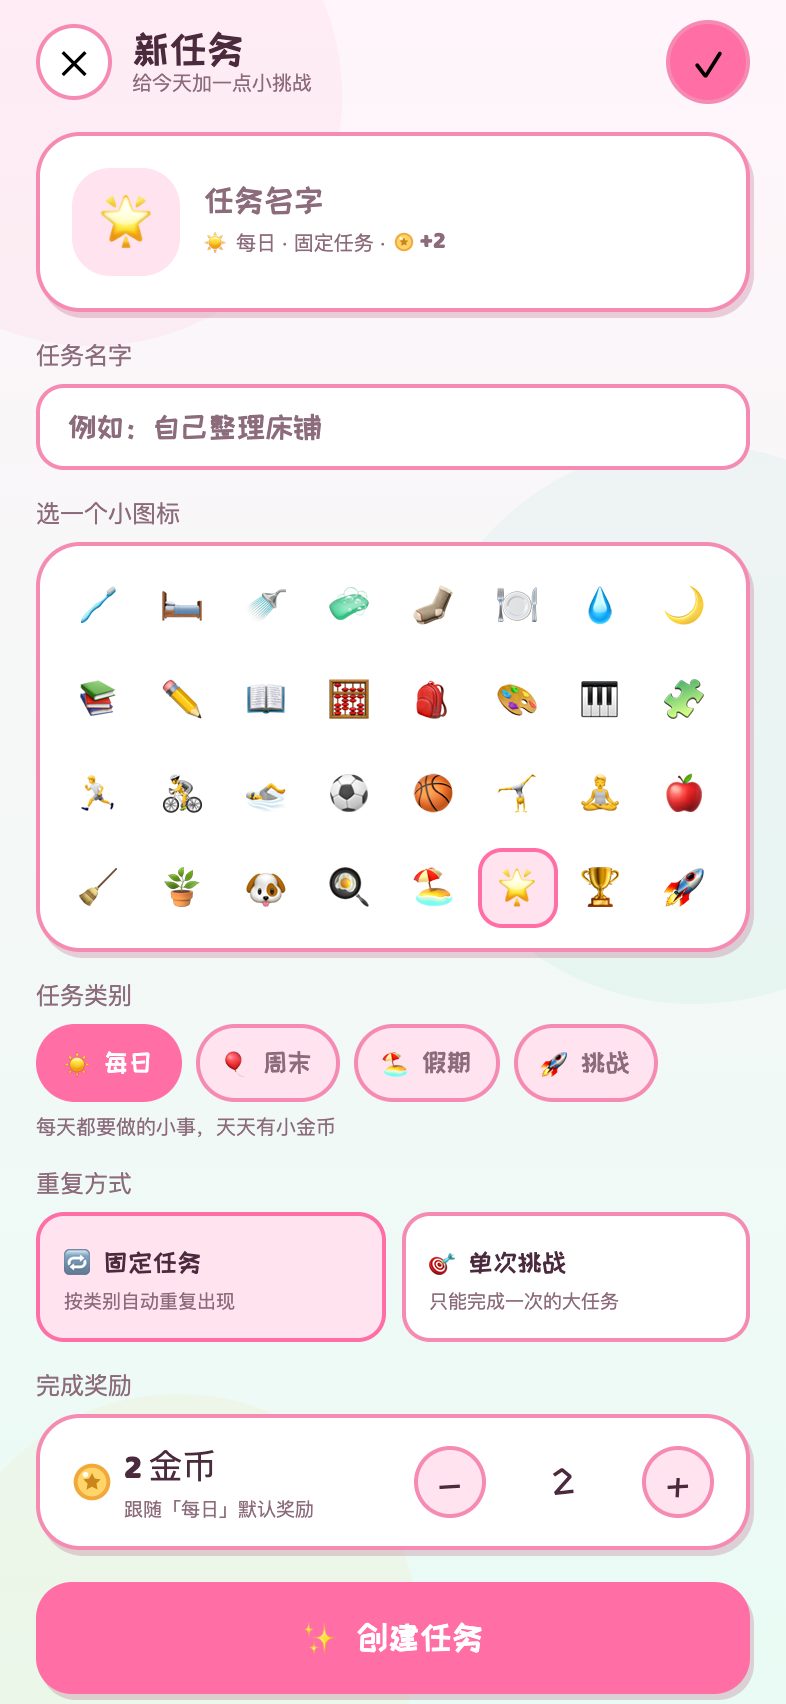 新任务
给今天加一点小挑战
任务名字
每日 · 固定任务 · +2
任务名字
例如：自己整理床铺
选一个小图标
任务类别
每日 周末 假期 挑战
每天都要做的小事，天天有小金币
重复方式
固定任务 单次挑战
按类别自动重复出现 只能完成一次的大任务
完成奖励
2 金币
跟随「每日」默认奖励
− 2 +
创建任务